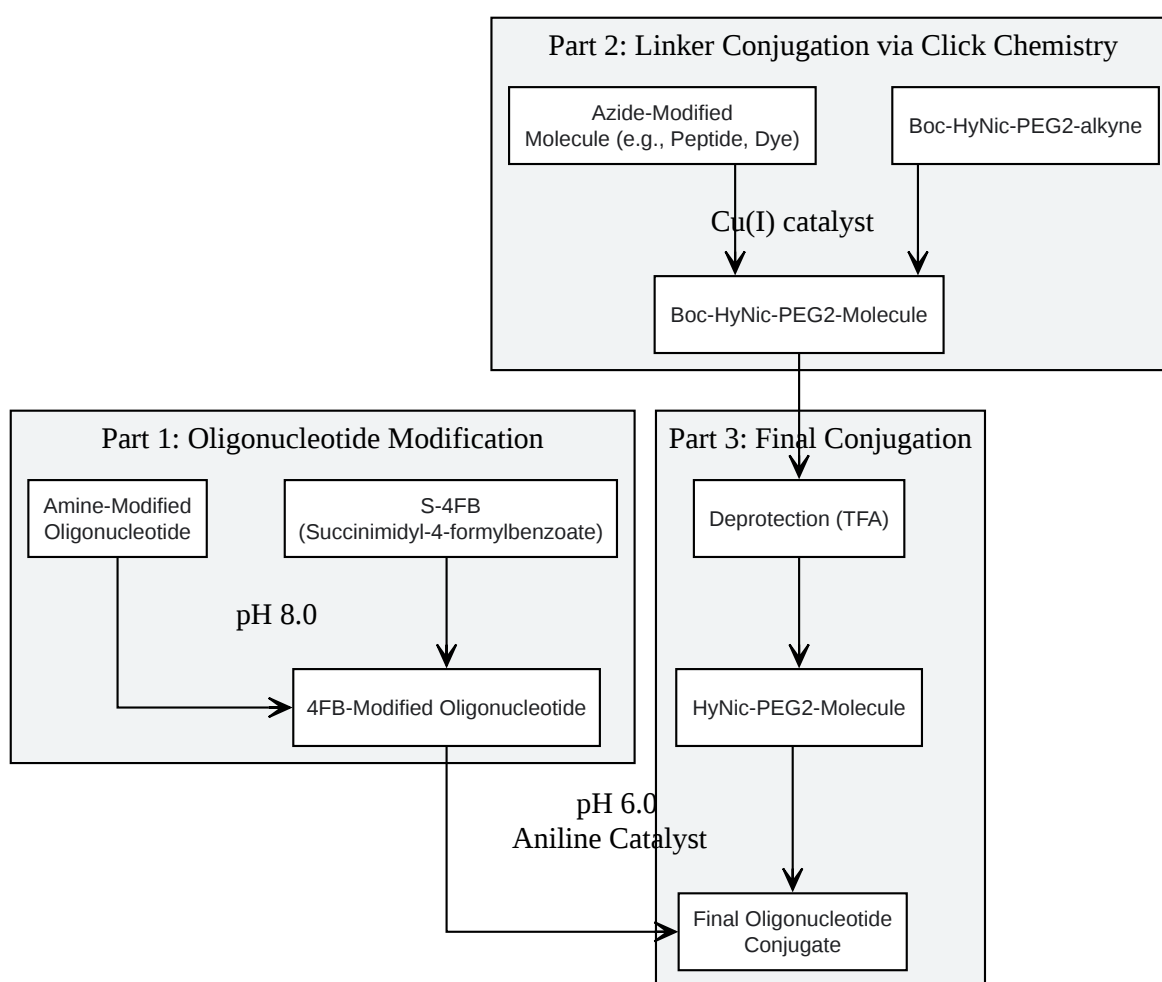 Part 2: Linker Conjugation via Click Chemistry
Azide-Modified
Molecule (e.g., Peptide, Dye)
Boc-HyNic-PEG2-alkyne
Cu(I) catalyst
Boc-HyNic-PEG2-Molecule
Part 1: Oligonucleotide Modification
Amine-Modified
Oligonucleotide
S-4FB
(Succinimidyl-4-formylbenzoate)
pH 8.0
4FB-Modified Oligonucleotide
Part 3: Final Conjugation
Deprotection (TFA)
HyNic-PEG2-Molecule
pH 6.0
Aniline Catalyst
Final Oligonucleotide
Conjugate